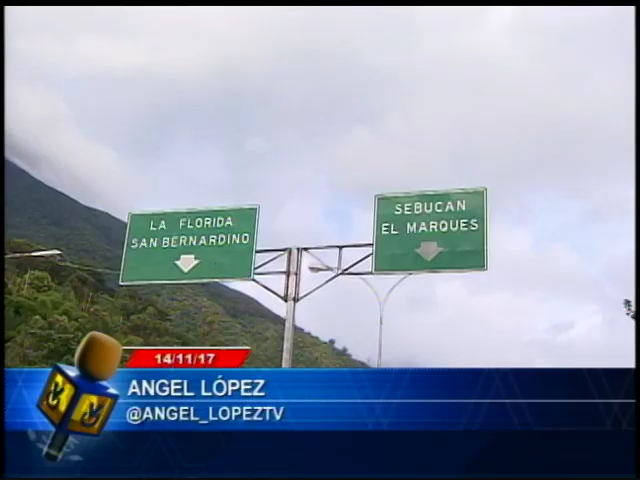 LA FLORIDA
SAN BERNARDINO
SEBUCAN
EL MARQUES
14/11/17
ANGEL LÓPEZ
@ANGEL_LOPEZTV